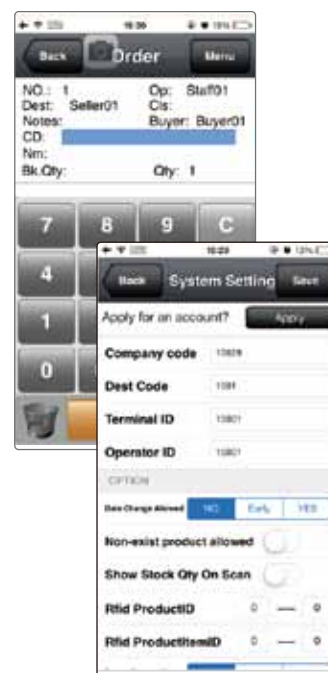 Back Order Menu
NO.: 1 Op: Staff01
Dest: Seller01 Cls:
Notes: Buyer: Buyer01
CD:
Nm:
Bk.Qty: Qty: 1
7 8 9 C
4
1
0
Back System Setting Save
Apply for an account? Apply
Company code
Dest Code
Terminal ID
Operator ID
OPTION
Date Change Allowed NO Early YES
Non-exist product allowed
Show Stock Qty On Scan
Rfid ProductID 0 — 0
Rfid ProductItemID 0 — 0